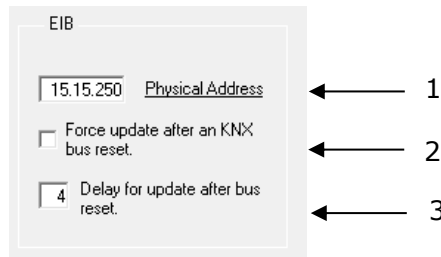 EIB
15.15.250 Physical Address 1
Force update after an KNX
bus reset. 2
4 Delay for update after bus
reset. 3